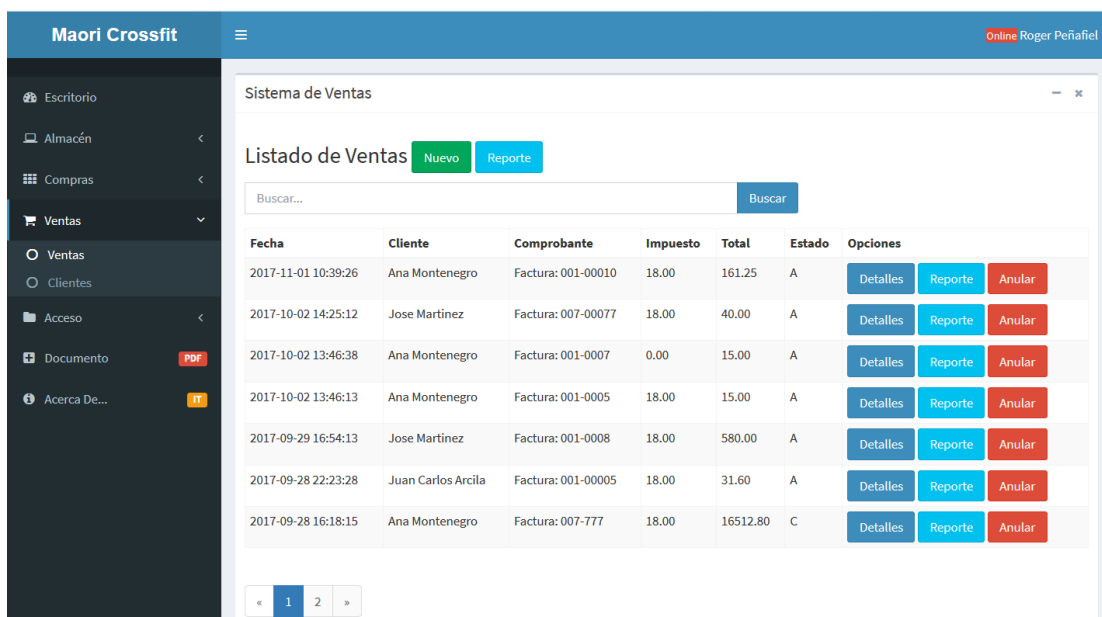 Maori Crossfit
Online Roger Peñafiel
Escritorio
Almacén
Compras
Ventas
Ventas
Clientes
Acceso
Documento PDF
Acerca De... IT
Sistema de Ventas
Listado de Ventas Nuevo Reporte
Buscar... Buscar
Fecha Cliente Comprobante Impuesto Total Estado Opciones
2017-11-01 10:39:26 Ana Montenegro Factura: 001-00010 18.00 161.25 A Detalles Reporte Anular
2017-10-02 14:25:12 Jose Martinez Factura: 007-00077 18.00 40.00 A Detalles Reporte Anular
2017-10-02 13:46:38 Ana Montenegro Factura: 001-0007 0.00 15.00 A Detalles Reporte Anular
2017-10-02 13:46:13 Ana Montenegro Factura: 001-0005 18.00 15.00 A Detalles Reporte Anular
2017-09-29 16:54:13 Jose Martinez Factura: 001-0008 18.00 580.00 A Detalles Reporte Anular
2017-09-28 22:23:28 Juan Carlos Arcila Factura: 001-00005 18.00 31.60 A Detalles Reporte Anular
2017-09-28 16:18:15 Ana Montenegro Factura: 007-777 18.00 16512.80 C Detalles Reporte Anular
« 1 2 »